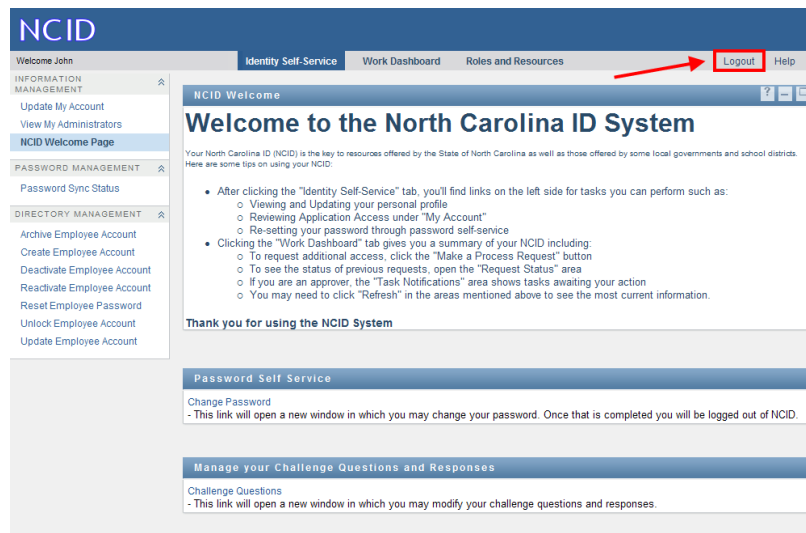 NCID
Welcome John
Identity Self-Service
Work Dashboard
Roles and Resources
Logout
Help
INFORMATION
MANAGEMENT
Update My Account
View My Administrators
NCID Welcome Page
PASSWORD MANAGEMENT
Password Sync Status
DIRECTORY MANAGEMENT
Archive Employee Account
Create Employee Account
Deactivate Employee Account
Reactivate Employee Account
Reset Employee Password
Unlock Employee Account
Update Employee Account
NCID Welcome
?
Welcome to the North Carolina ID System
Your North Carolina ID (NCID) is the key to resources offered by the State of North Carolina as well as those offered by some local governments and school districts.
Here are some tips on using your NCID:
• After clicking the "Identity Self-Service" tab, you'll find links on the left side for tasks you can perform such as:
o Viewing and Updating your personal profile
o Reviewing Application Access under "My Account"
o Re-setting your password through password self-service
• Clicking the "Work Dashboard" tab gives you a summary of your NCID including:
o To request additional access, click the "Make a Process Request" button
o To see the status of previous requests, open the "Request Status" area
o If you are an approver, the "Task Notifications" area shows tasks awaiting your action
o You may need to click "Refresh" in the areas mentioned above to see the most current information.
Thank you for using the NCID System
Password Self Service
Change Password
- This link will open a new window in which you may change your password. Once that is completed you will be logged out of NCID.
Manage your Challenge Questions and Responses
Challenge Questions
- This link will open a new window in which you may modify your challenge questions and responses.